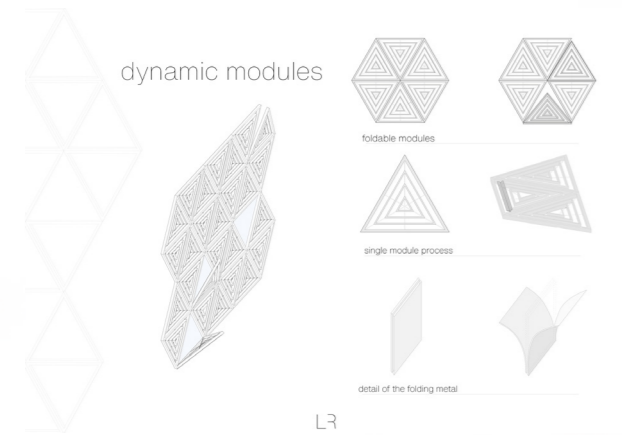 dynamic modules
foldable modules
single module process
detail of the folding metal
LR